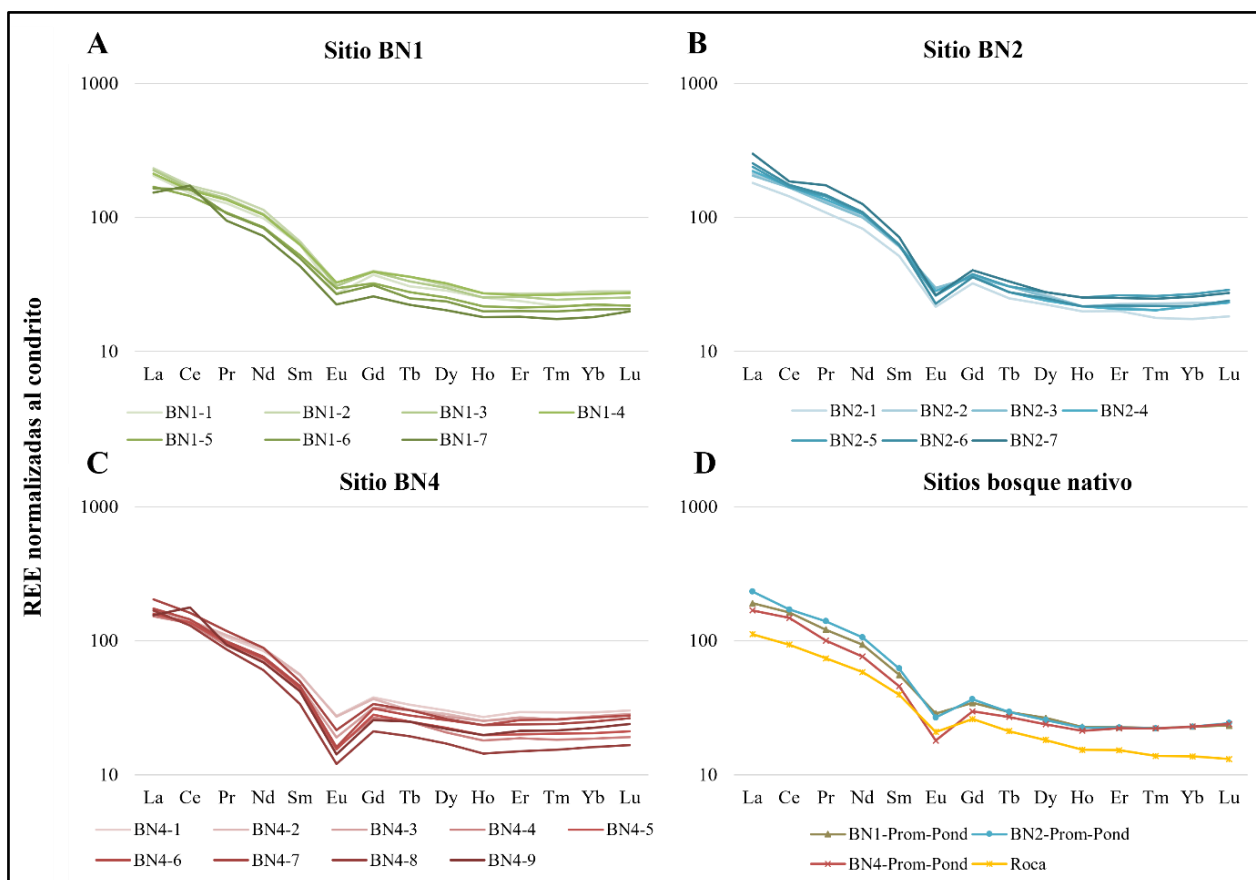 REE normalizadas al condrito
A
Sitio BN1
1000
100
10
La Ce Pr Nd Sm Eu Gd Tb Dy Ho Er Tm Yb Lu
BN1-1 BN1-2 BN1-3 BN1-4
BN1-5 BN1-6 BN1-7
B
Sitio BN2
1000
100
10
La Ce Pr Nd Sm Eu Gd Tb Dy Ho Er Tm Yb Lu
BN2-1 BN2-2 BN2-3 BN2-4
BN2-5 BN2-6 BN2-7
C
Sitio BN4
1000
100
10
La Ce Pr Nd Sm Eu Gd Tb Dy Ho Er Tm Yb Lu
BN4-1 BN4-2 BN4-3 BN4-4 BN4-5
BN4-6 BN4-7 BN4-8 BN4-9
D
Sitios bosque nativo
1000
100
10
La Ce Pr Nd Sm Eu Gd Tb Dy Ho Er Tm Yb Lu
BN1-Prom-Pond BN2-Prom-Pond
BN4-Prom-Pond Roca